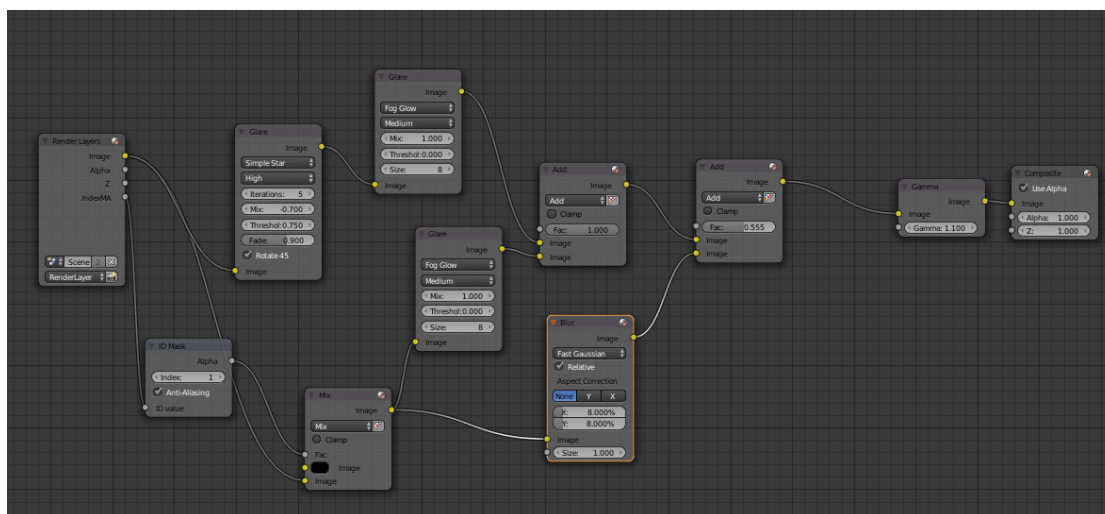 Render Layers
Image
Alpha
Z
IndexMA
Scene 2
RenderLayer
Glare
Image
Simple Star
High
Iterations: 5
Mix: -0.700
Threshol:0.750
Fade: 0.900
Rotate 45
Image
Glare
Image
Fog Glow
Medium
Mix: 1.000
Threshol:0.000
Size: 8
Image
ID Mask
Alpha
Index: 1
Anti-Aliasing
ID value
Mix
Image
Mix
Clamp
Fac
Image
Image
Glare
Image
Fog Glow
Medium
Mix: 1.000
Threshol:0.000
Size: 8
Image
Add
Image
Add
Clamp
Fac: 1.000
Image
Image
Blur
Image
Fast Gaussian
Relative
Aspect Correction
None Y X
X: 8.000%
Y: 8.000%
Image
Size: 1.000
Add
Image
Add
Clamp
Fac: 0.555
Image
Image
Gamma
Image
Image
Gamma: 1.100
Composite
Use Alpha
Image
Alpha: 1.000
Z: 1.000